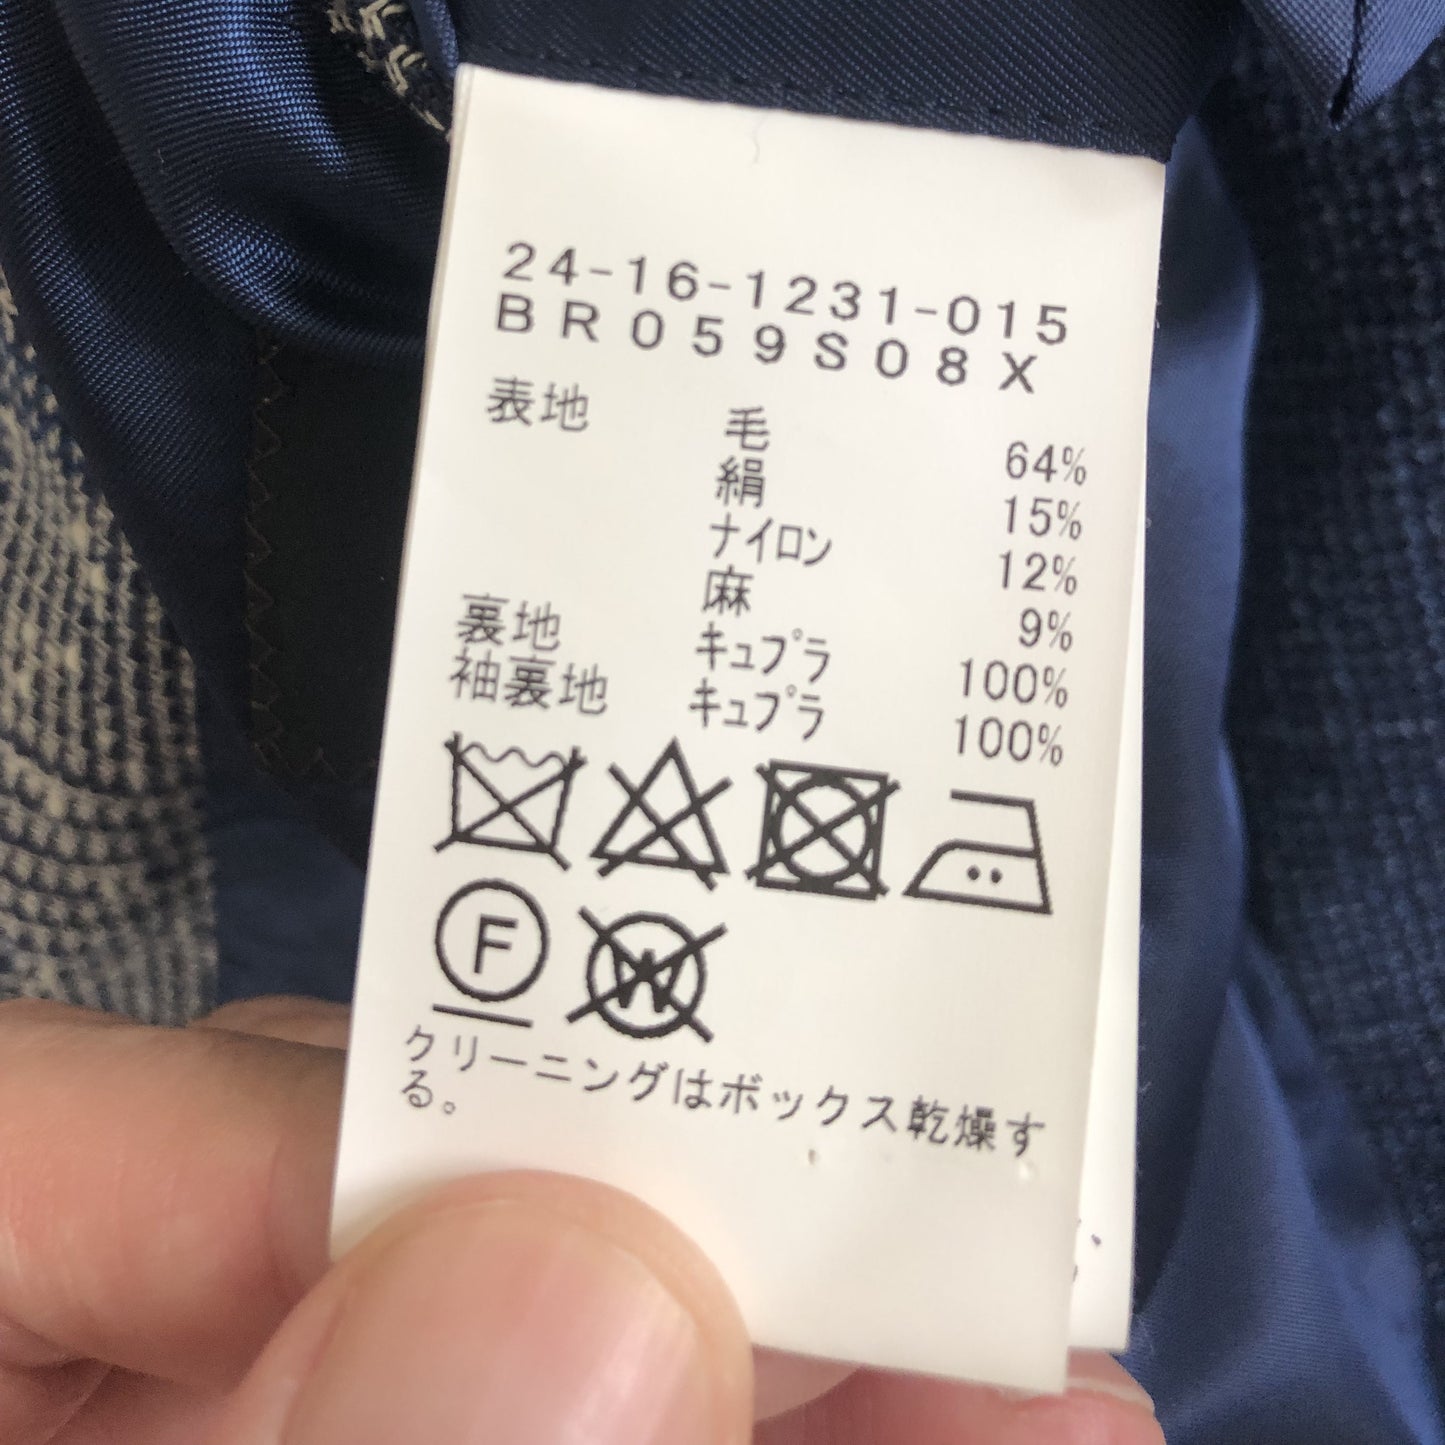 24-16-1231-015
BR059S08X
表地 毛 64%
絹 15%
ナイロン 12%
麻 9%
裏地 キュプラ 100%
袖裏地 キュプラ 100%
F W
クリーニングはボックス乾燥す
る。